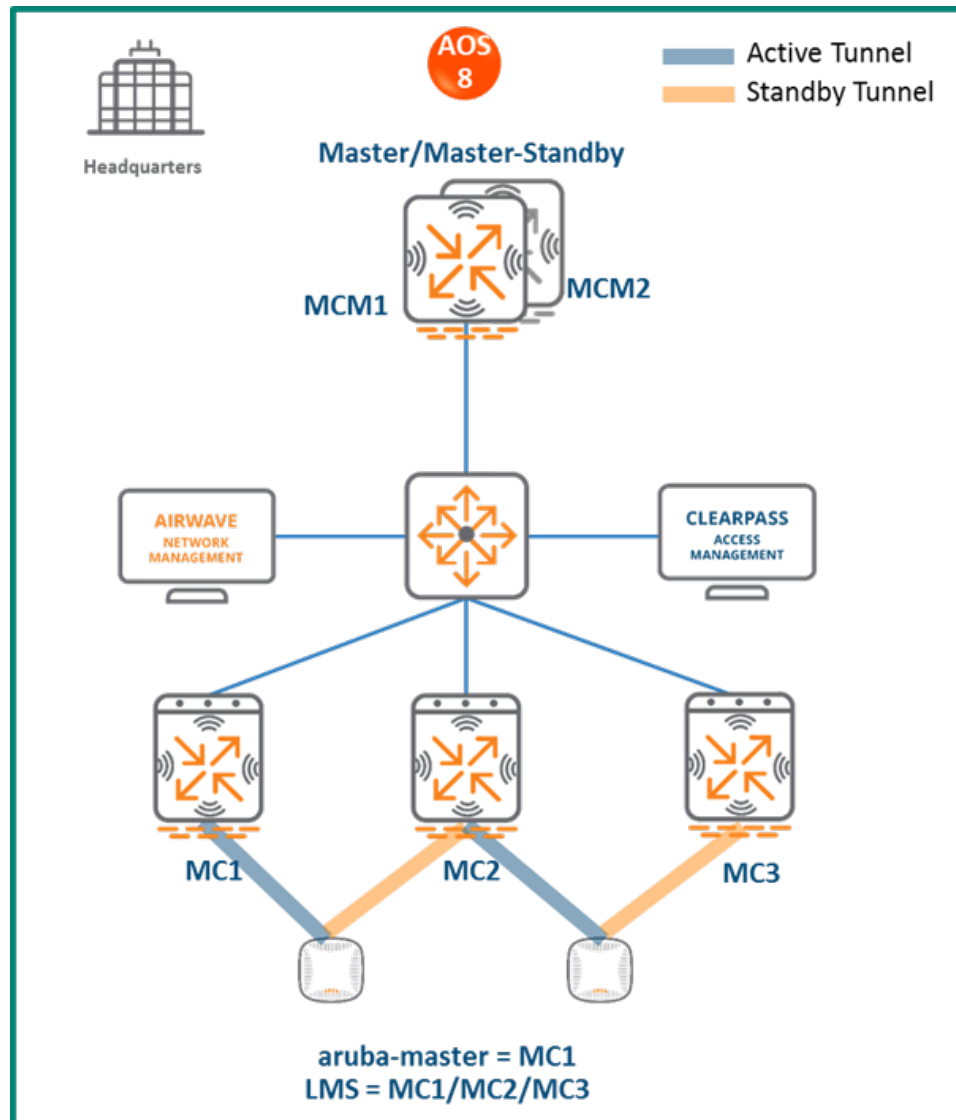 AOS
8
Active Tunnel
Standby Tunnel
Headquarters
Master/Master-Standby
MCM1
MCM2
AIRWAVE
NETWORK
MANAGEMENT
CLEARPASS
ACCESS
MANAGEMENT
MC1
MC2
MC3
aruba-master = MC1
LMS = MC1/MC2/MC3